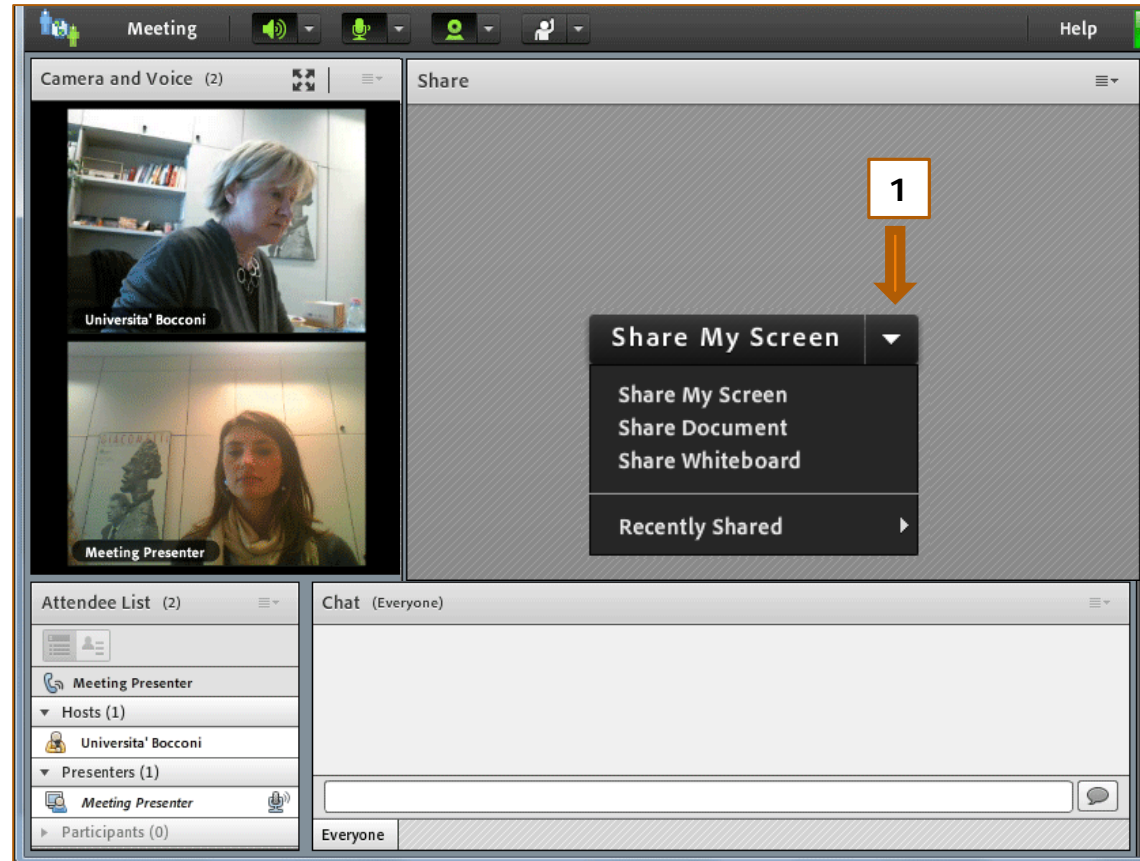 Meeting
Help
Camera and Voice (2)
Share
1
Universita' Bocconi
Share My Screen
Share My Screen
Share Document
Share Whiteboard
Recently Shared
GIACOMETTI
Meeting Presenter
Attendee List (2)
Chat (Everyone)
Meeting Presenter
Hosts (1)
Universita' Bocconi
Presenters (1)
Meeting Presenter
Participants (0)
Everyone